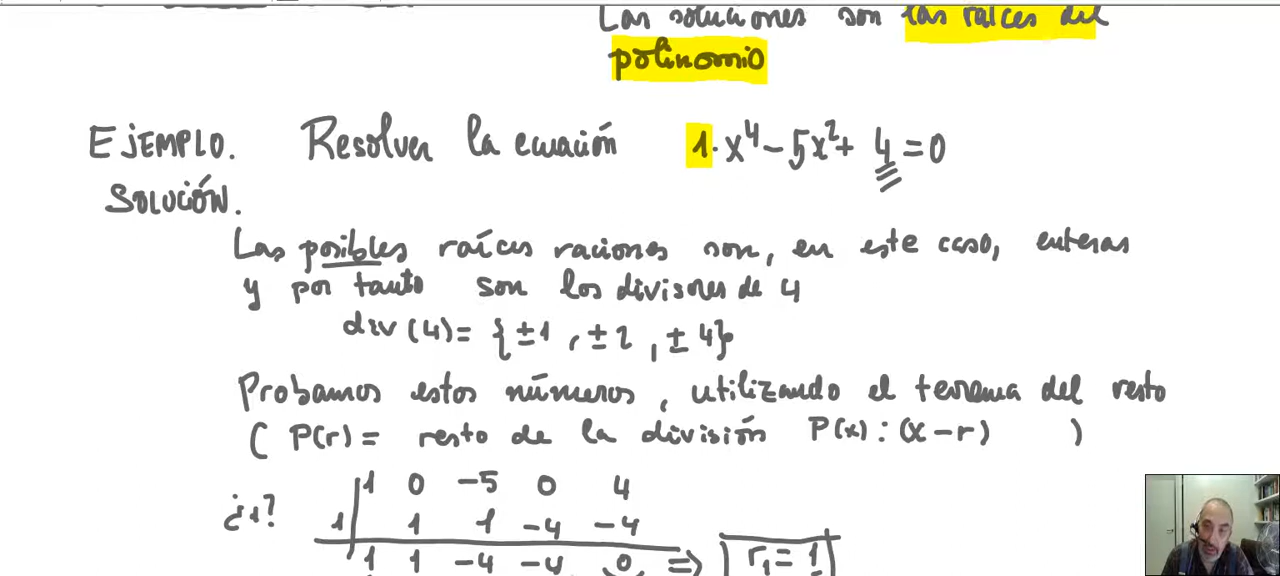 Las soluciones son las raíces del
polinomio
EJEMPLO. Resolver la ecuación 1·x⁴-5x²+4=0
SOLUCIÓN.
Las posibles raíces raciones son, en este caso, enteras
y por tanto son los divisores de 4
div(4)={±1,±2,±4}
Probamos estos números, utilizando el teorema del resto
(P(r)= resto de la división P(x):(x-r) )
¿1?
1 0 -5 0 4
1 1 1 -4 -4
1 1 -4 -4 0 ⇒ r₁=1